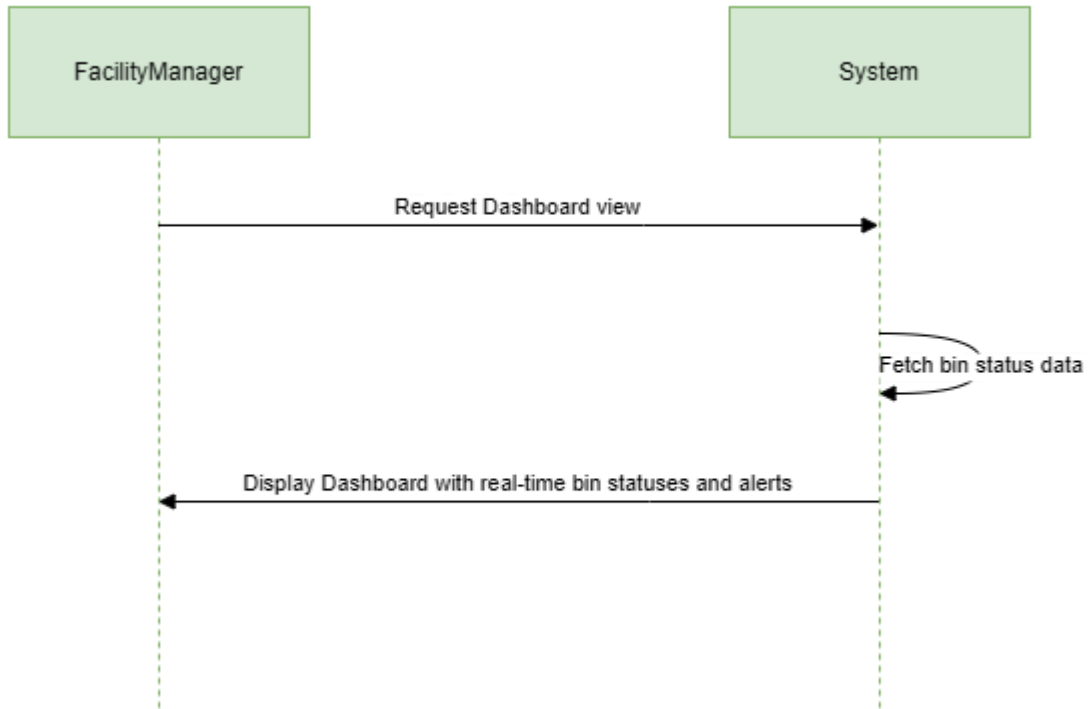 FacilityManager
System
Request Dashboard view
Fetch bin status data
Display Dashboard with real-time bin statuses and alerts